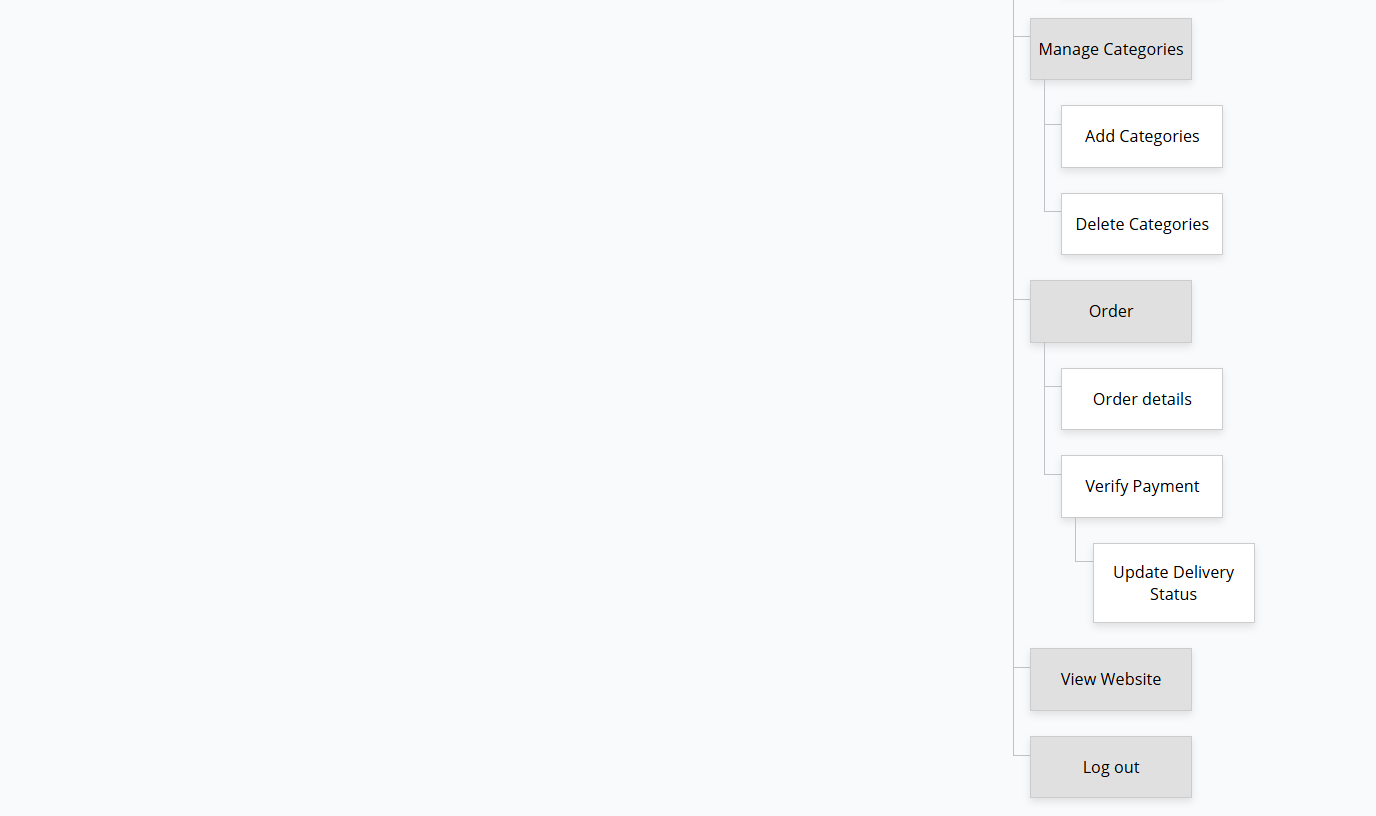 Manage Categories
Add Categories
Delete Categories
Order
Order details
Verify Payment
Update Delivery
Status
View Website
Log out